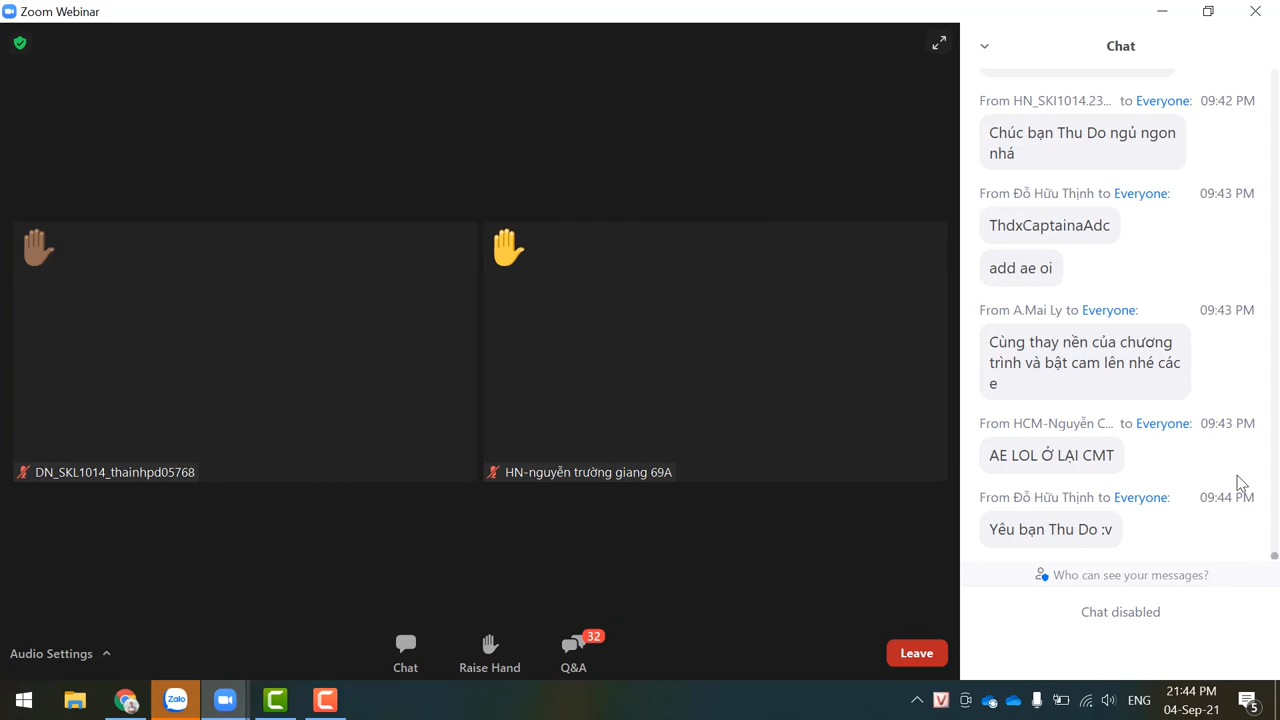 Zoom Webinar
Chat
From HN_SKI1014.23... to Everyone: 09:42 PM
Chúc bạn Thu Do ngủ ngon
nhá
From Đỗ Hữu Thịnh to Everyone: 09:43 PM
ThdxCaptainaAdc
add ae oi
From A.Mai Ly to Everyone: 09:43 PM
Cùng thay nền của chương
trình và bật cam lên nhé các
e
From HCM-Nguyễn C... to Everyone: 09:43 PM
AE LOL Ở LẠI CMT
From Đỗ Hữu Thịnh to Everyone: 09:44 PM
Yêu bạn Thu Do :v
Who can see your messages?
Chat disabled
DN_SKL1014_thainhpd05768
HN-nguyễn trường giang 69A
Audio Settings
Chat
Raise Hand
32
Q&A
Leave
Zalo
ENG
21:44 PM
04-Sep-21
5